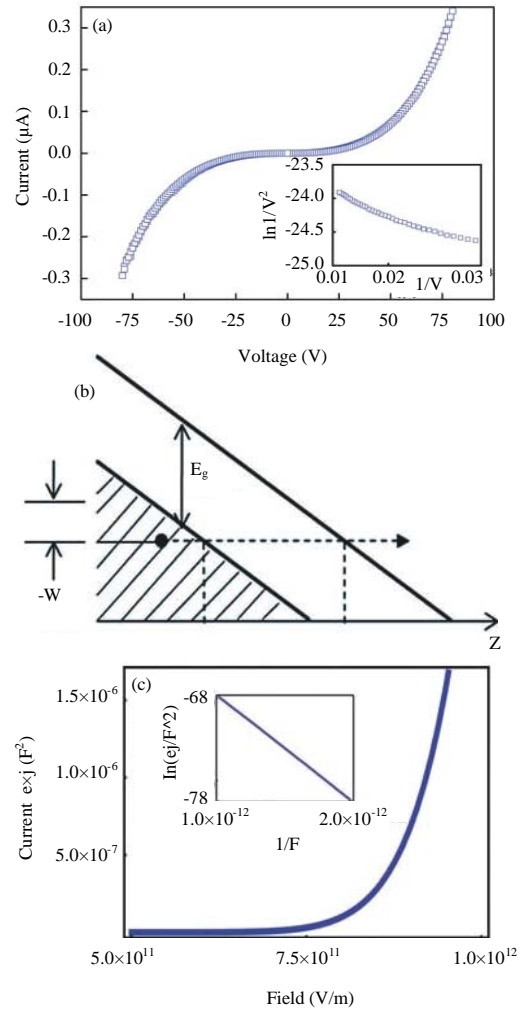 (a)
0.3
0.2
0.1
0.0
-0.1
-0.2
-0.3
Current (µA)
-100 -75 -50 -25 0 25 50 75 100
Voltage (V)
-23.5
-24.0
-24.5
-25.0
ln1/V²
0.01 0.02 0.03
1/V
(b)
E_g
-W
Z
(c)
1.5×10⁻⁶
1.0×10⁻⁶
5.0×10⁻⁷
Current e×j (F²)
-68
-78
In(ej/F^2)
1.0×10⁻¹² 2.0×10⁻¹²
1/F
5.0×10¹¹ 7.5×10¹¹ 1.0×10¹²
Field (V/m)